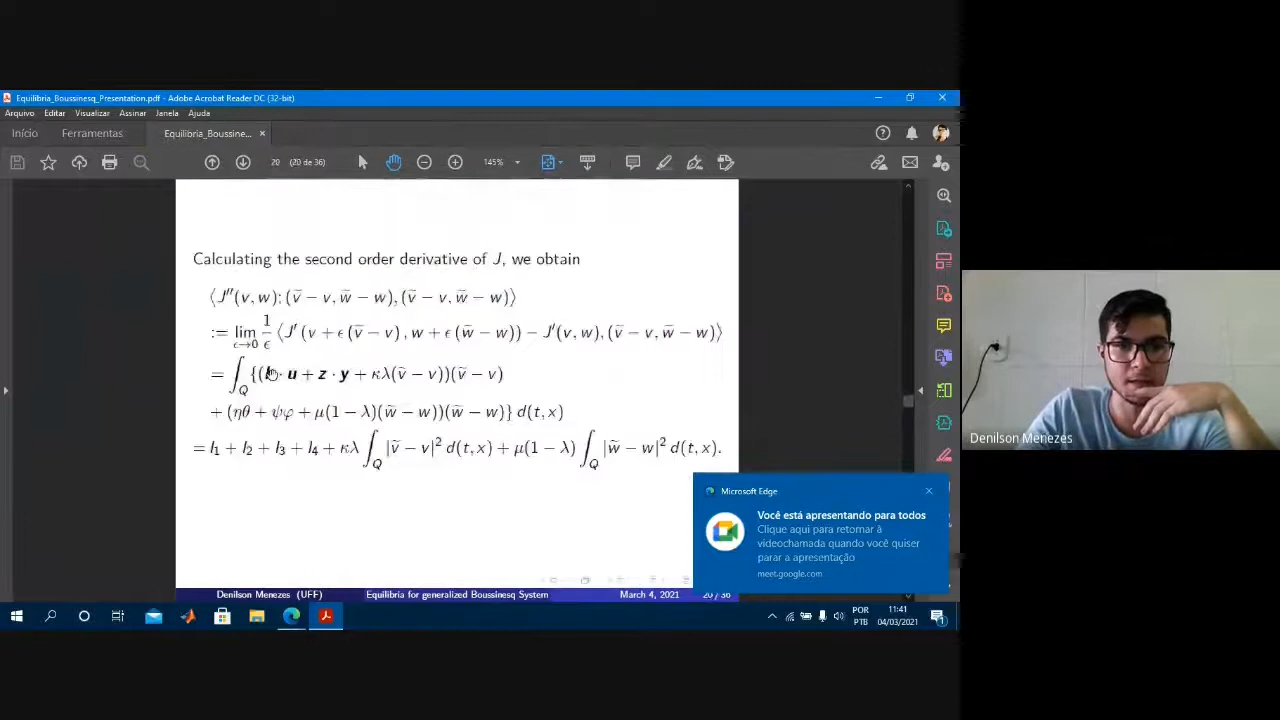 Equilibria_Boussinesq_Presentation.pdf - Adobe Acrobat Reader DC (32-bit)
Arquivo Editar Visualizar Assinar Janela Ajuda
Início Ferramentas Equilibria_Boussine... ×
20 (20 de 36) 145%
Calculating the second order derivative of J, we obtain
⟨J″(v, w); (ṽ − v, w̃ − w), (ṽ − v, w̃ − w)⟩
:= lim_{ϵ→0} 1/ϵ ⟨J′ (v + ϵ (ṽ − v) , w + ϵ (w̃ − w)) − J′(v, w), (ṽ − v, w̃ − w)⟩
= ∫_Q {( · u + z · y + κλ(ṽ − v))(ṽ − v)
+ (ηθ + ψφ + μ(1 − λ)(w̃ − w))(w̃ − w)} d(t, x)
= I₁ + I₂ + I₃ + I₄ + κλ ∫_Q |ṽ − v|² d(t, x) + μ(1 − λ) ∫_Q |w̃ − w|² d(t, x).
Denilson Menezes
Microsoft Edge
Você está apresentando para todos
Clique aqui para retornar à
videochamada quando você quiser
parar a apresentação
meet.google.com
Denilson Menezes (UFF) Equilibria for generalized Boussinesq System March 4, 2021 20 / 36
POR 11:41
PTB 04/03/2021 1